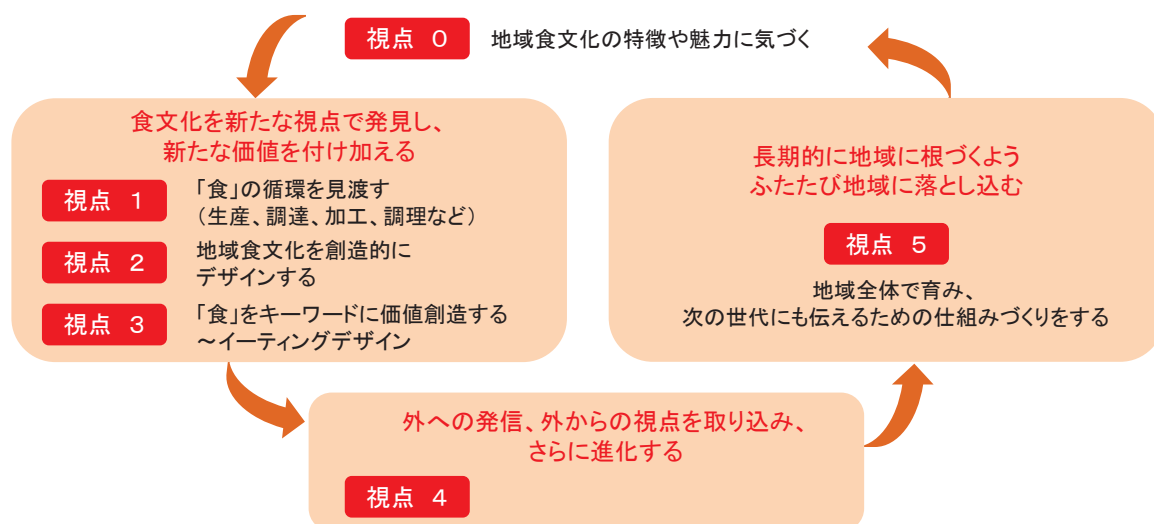 視点 0 地域食文化の特徴や魅力に気づく
食文化を新たな視点で発見し、
新たな価値を付け加える
視点 1 「食」の循環を見渡す
(生産、調達、加工、調理など)
視点 2 地域食文化を創造的に
デザインする
視点 3 「食」をキーワードに価値創造する
~イーティングデザイン
長期的に地域に根づくよう
ふたたび地域に落とし込む
視点 5
地域全体で育み、
次の世代にも伝えるための仕組みづくりをする
外への発信、外からの視点を取り込み、
さらに進化する
視点 4